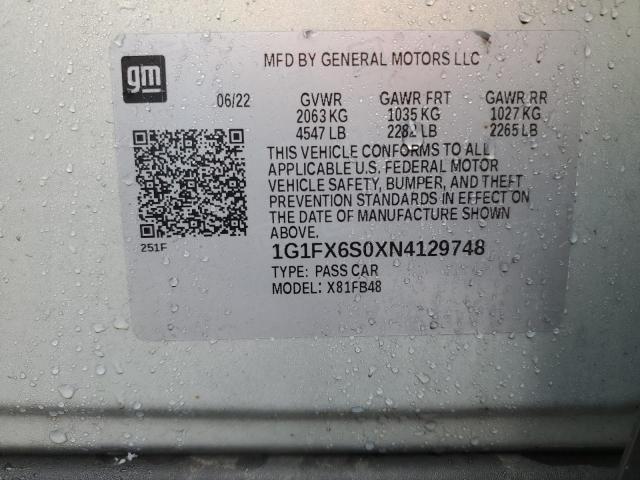 gm
MFD BY GENERAL MOTORS LLC
06/22 GVWR GAWR FRT GAWR RR
2063 KG 1035 KG 1027 KG
4547 LB 2282 LB 2265 LB
THIS VEHICLE CONFORMS TO ALL
APPLICABLE U.S. FEDERAL MOTOR
VEHICLE SAFETY, BUMPER, AND THEFT
PREVENTION STANDARDS IN EFFECT ON
THE DATE OF MANUFACTURE SHOWN
ABOVE.
251F
1G1FX6S0XN4129748
TYPE: PASS CAR
MODEL: X81FB48